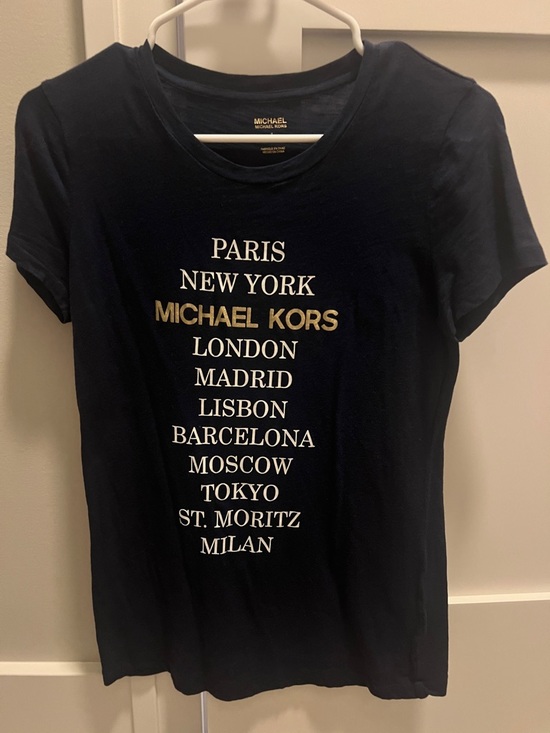 MICHAEL
MICHAEL KORS
PARIS
NEW YORK
MICHAEL KORS
LONDON
MADRID
LISBON
BARCELONA
MOSCOW
TOKYO
ST. MORITZ
MILAN